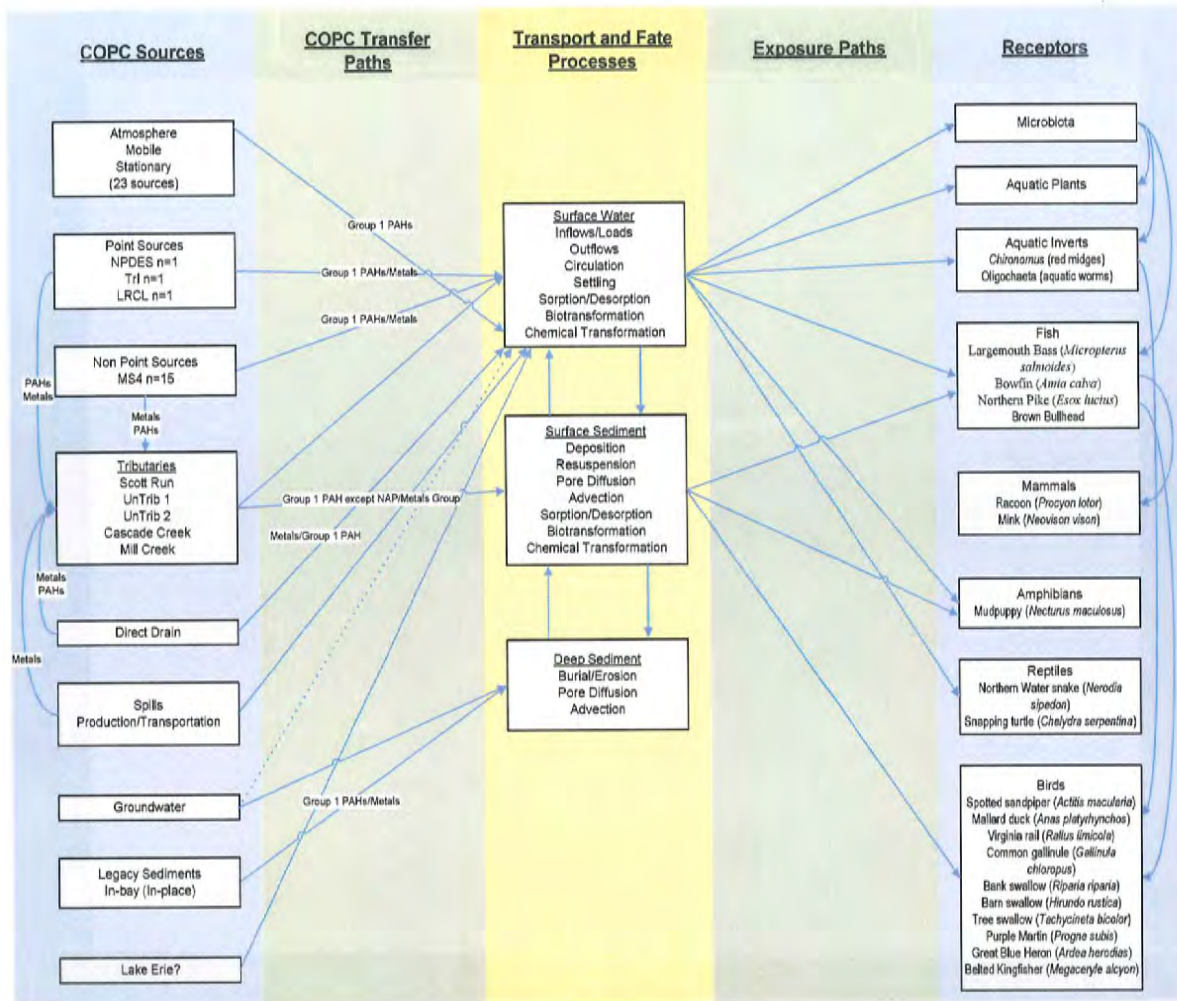 COPC Sources
COPC Transfer
Paths
Transport and Fate
Processes
Exposure Paths
Receptors
Atmosphere
Mobile
Stationary
(23 sources)
Point Sources
NPDES n=1
TrI n=1
LRCL n=1
Non Point Sources
MS4 n=15
PAHs
Metals
Metals
PAHs
Tributaries
Scott Run
UnTrib 1
UnTrib 2
Cascade Creek
Mill Creek
Metals
PAHs
Direct Drain
Metals
Spills
Production/Transportation
Groundwater
Legacy Sediments
In-bay (In-place)
Lake Erie?
Group 1 PAHs
Group 1 PAHs/Metals
Group 1 PAHs/Metals
Group 1 PAH except NAP/Metals Group
Metals/Group 1 PAH
Group 1 PAHs/Metals
Surface Water
Inflows/Loads
Outflows
Circulation
Settling
Sorption/Desorption
Biotransformation
Chemical Transformation
Surface Sediment
Deposition
Resuspension
Pore Diffusion
Advection
Sorption/Desorption
Biotransformation
Chemical Transformation
Deep Sediment
Burial/Erosion
Pore Diffusion
Advection
Microbiota
Aquatic Plants
Aquatic Inverts
Chironomus (red midges)
Oligochaeta (aquatic worms)
Fish
Largemouth Bass (Micropterus
salmoides)
Bowfin (Amia calva)
Northern Pike (Esox luctus)
Brown Bullhead
Mammals
Racoon (Procyon lotor)
Mink (Neovison vison)
Amphibians
Mudpuppy (Necturus maculosus)
Reptiles
Northern Water snake (Nerodia
sipedon)
Snapping turtle (Chelydra serpentina)
Birds
Spotted sandpiper (Actitis macularia)
Mallard duck (Anas platyrhynchos)
Virginia rail (Rallus limicola)
Common gallinule (Gallinula
chloropus)
Bank swallow (Riparia riparia)
Barn swallow (Hirundo rustica)
Tree swallow (Tachycineta bicolor)
Purple Martin (Progne subis)
Great Blue Heron (Ardea herodias)
Belted Kingfisher (Megaceryle alcyon)